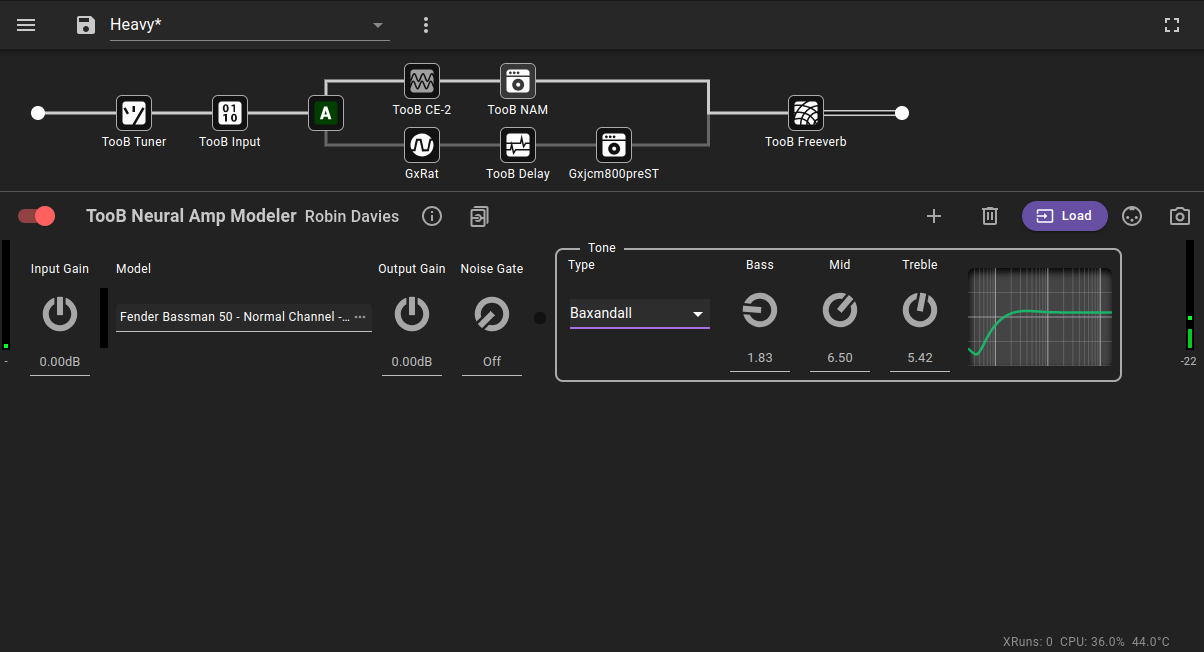 Heavy*
TooB CE-2
TooB NAM
A
01
10
TooB Tuner
TooB Input
TooB Freeverb
GxRat
TooB Delay
Gxjcm800preST
TooB Neural Amp Modeler Robin Davies
Load
Tone
Input Gain
Model
Output Gain
Noise Gate
Type
Bass
Mid
Treble
Fender Bassman 50 - Normal Channel -... ···
Baxandall
0.00dB
0.00dB
Off
1.83
6.50
5.42
-
-22
XRuns: 0 CPU: 36.0% 44.0°C